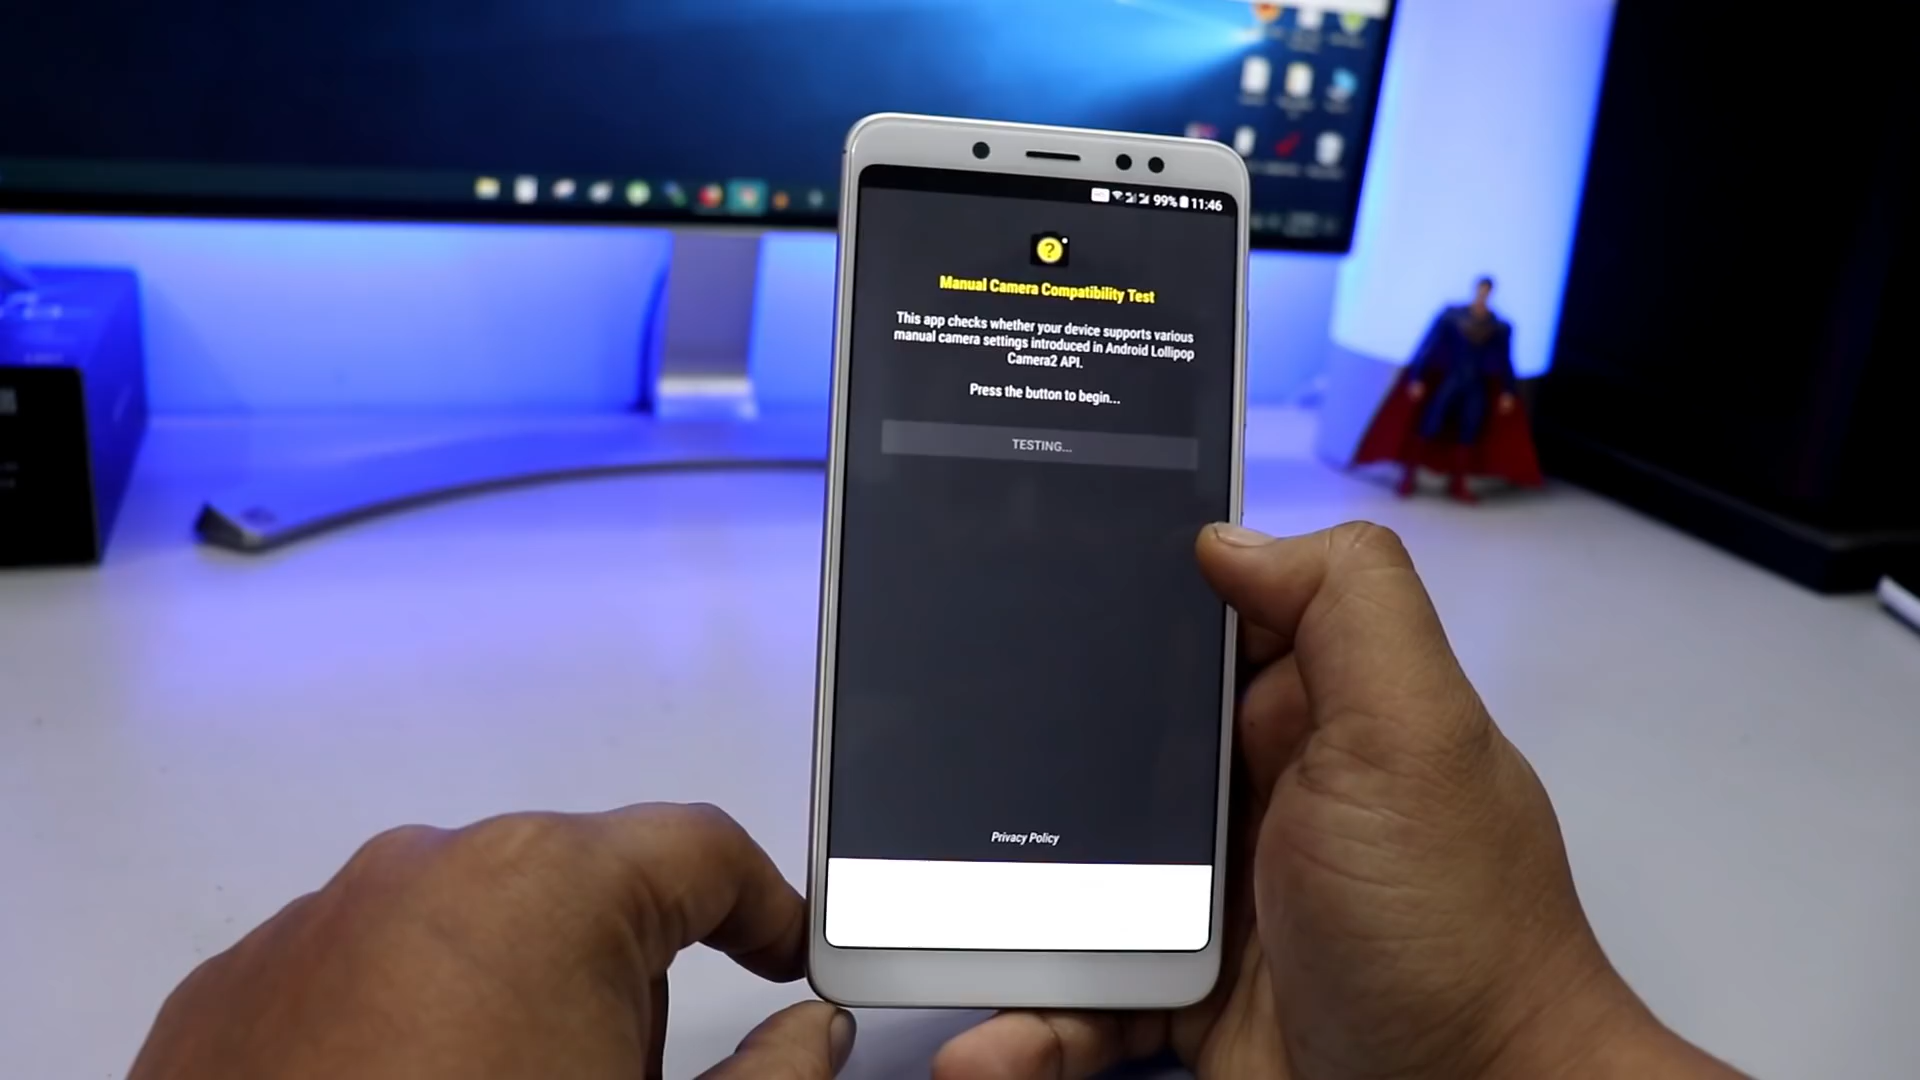 99% 11:46
?
Manual Camera Compatibility Test
This app checks whether your device supports various
manual camera settings introduced in Android Lollipop
Camera2 API.
Press the button to begin...
TESTING...
Privacy Policy